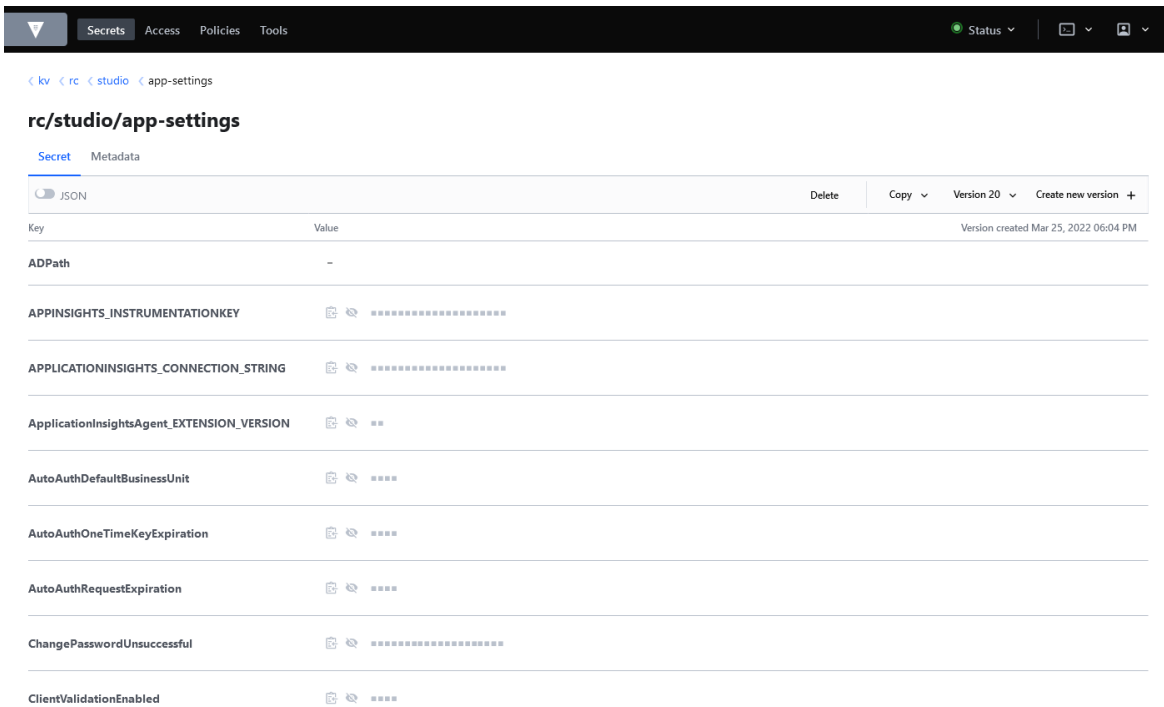 Secrets Access Policies Tools Status
kv rc studio app-settings
rc/studio/app-settings
Secret Metadata
JSON Delete Copy Version 20 Create new version +
Key Value Version created Mar 25, 2022 06:04 PM
ADPath –
APPINSIGHTS_INSTRUMENTATIONKEY
APPLICATIONINSIGHTS_CONNECTION_STRING
ApplicationInsightsAgent_EXTENSION_VERSION
AutoAuthDefaultBusinessUnit
AutoAuthOneTimeKeyExpiration
AutoAuthRequestExpiration
ChangePasswordUnsuccessful
ClientValidationEnabled